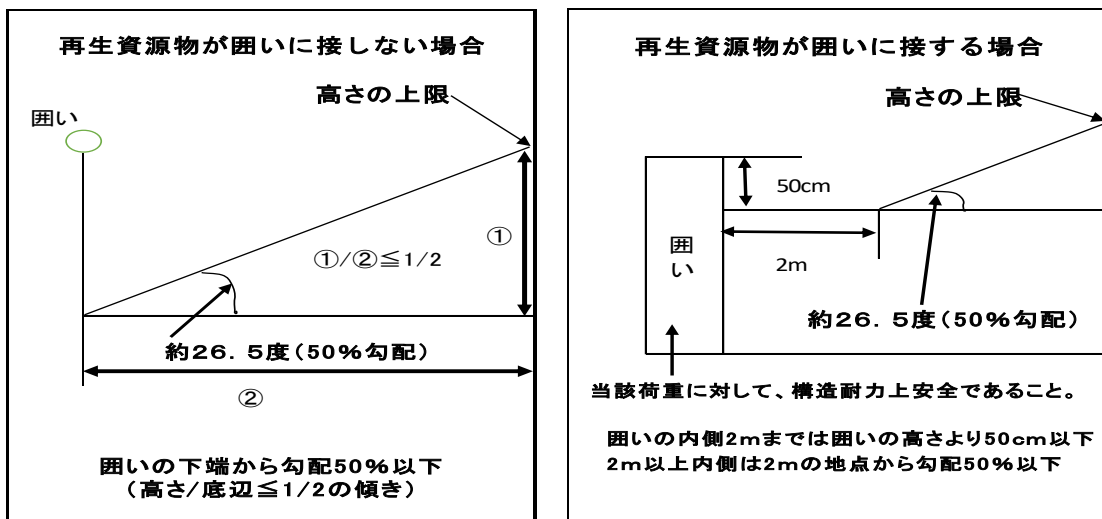 再生資源物が囲いに接しない場合
高さの上限
囲い
①
①/②≦1/2
約26.5度(50%勾配)
②
囲いの下端から勾配50%以下
(高さ/底辺≦1/2の傾き)
再生資源物が囲いに接する場合
高さの上限
50cm
囲い
2m
約26.5度(50%勾配)
当該荷重に対して、構造耐力上安全であること。
囲いの内側2mまでは囲いの高さより50cm以下
2m以上内側は2mの地点から勾配50%以下